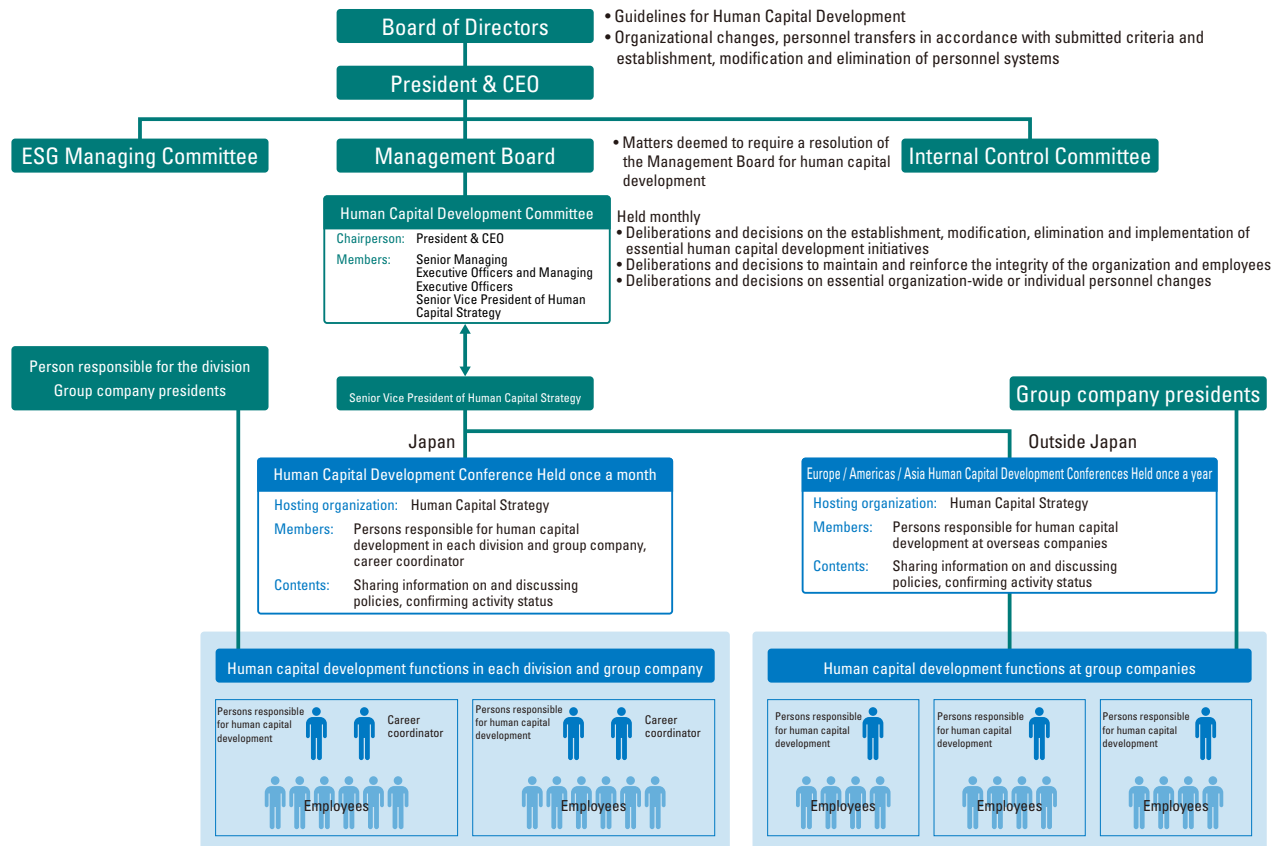 Board of Directors
• Guidelines for Human Capital Development
• Organizational changes, personnel transfers in accordance with submitted criteria and
establishment, modification and elimination of personnel systems
President & CEO
ESG Managing Committee
Management Board
• Matters deemed to require a resolution of
the Management Board for human capital
development
Internal Control Committee
Human Capital Development Committee
Chairperson: President & CEO
Members: Senior Managing
Executive Officers and Managing
Executive Officers
Senior Vice President of Human
Capital Strategy
Held monthly
• Deliberations and decisions on the establishment, modification, elimination and implementation of
essential human capital development initiatives
• Deliberations and decisions to maintain and reinforce the integrity of the organization and employees
• Deliberations and decisions on essential organization-wide or individual personnel changes
Person responsible for the division
Group company presidents
Senior Vice President of Human Capital Strategy
Group company presidents
Japan
Outside Japan
Human Capital Development Conference Held once a month
Hosting organization: Human Capital Strategy
Members: Persons responsible for human capital
development in each division and group company,
career coordinator
Contents: Sharing information on and discussing
policies, confirming activity status
Europe / Americas / Asia Human Capital Development Conferences Held once a year
Hosting organization: Human Capital Strategy
Members: Persons responsible for human capital
development at overseas companies
Contents: Sharing information on and discussing
policies, confirming activity status
Human capital development functions in each division and group company
Persons responsible
for human capital
development
Career
coordinator
Employees
Persons responsible
for human capital
development
Career
coordinator
Employees
Human capital development functions at group companies
Persons responsible
for human capital
development
Employees
Persons responsible
for human capital
development
Employees
Persons responsible
for human capital
development
Employees